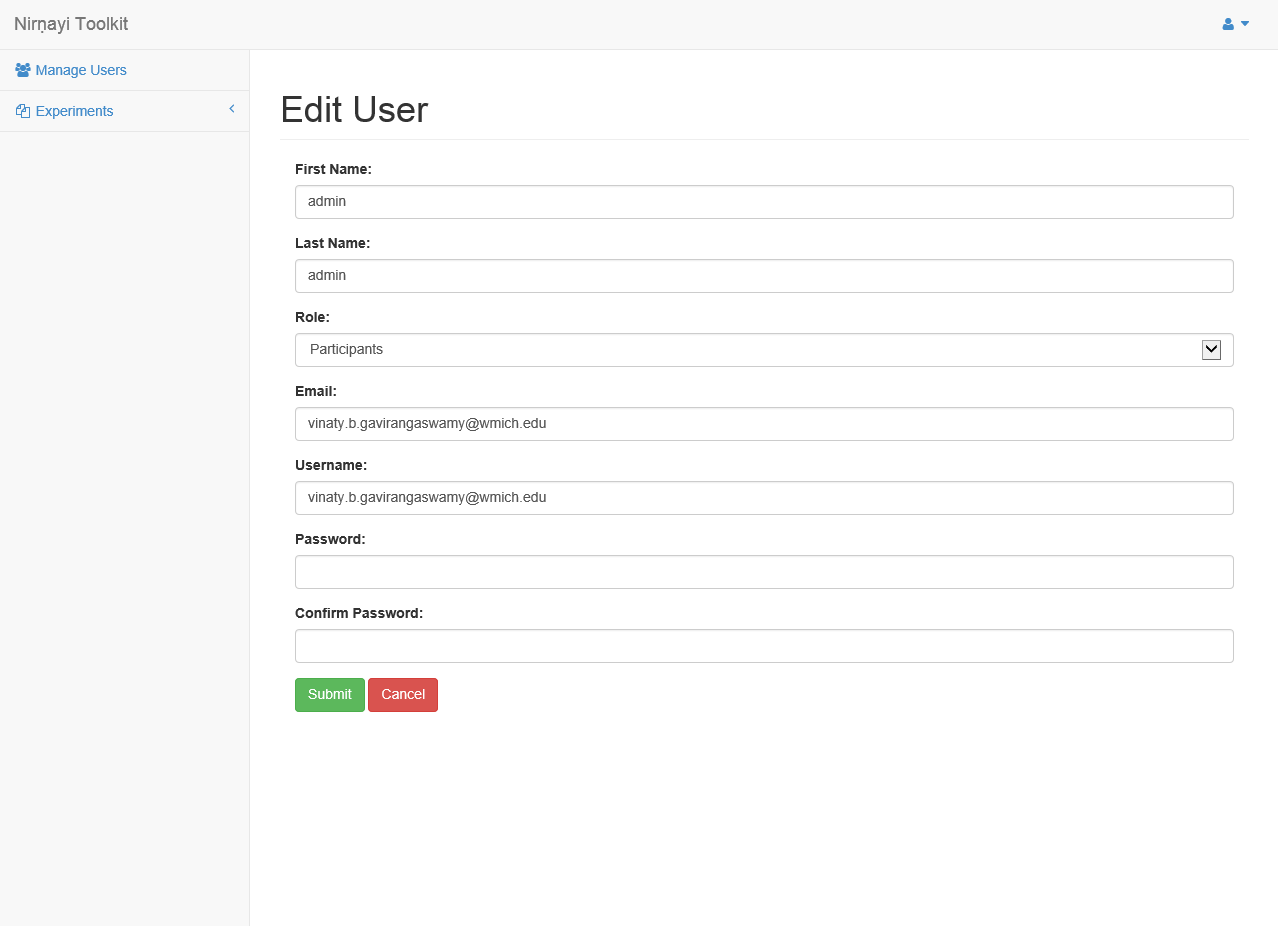 Nirṇayi Toolkit
Manage Users
Experiments
Edit User
First Name:
admin
Last Name:
admin
Role:
Participants
Email:
vinaty.b.gavirangaswamy@wmich.edu
Username:
vinaty.b.gavirangaswamy@wmich.edu
Password:
Confirm Password:
Submit Cancel